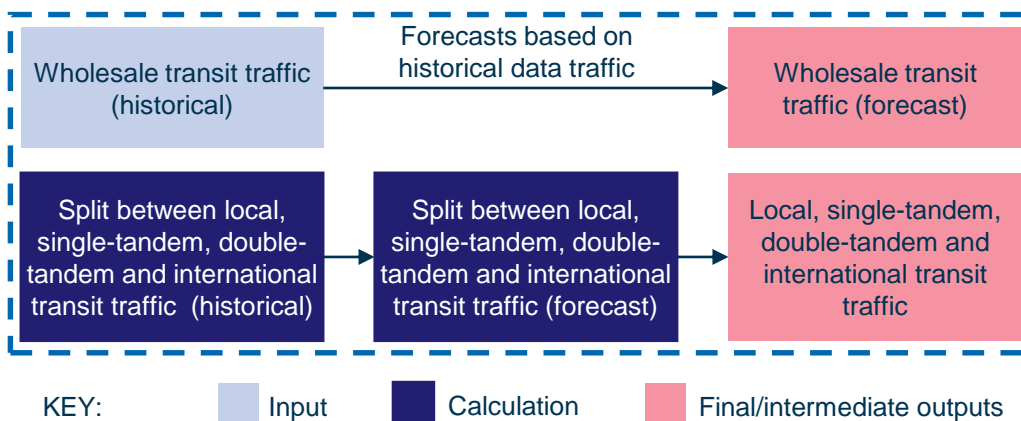 Forecasts based on
historical data traffic
Wholesale transit traffic
(historical)
Wholesale transit
traffic (forecast)
Split between local,
single-tandem, double-
tandem and international
transit traffic (historical)
Split between local,
single-tandem, double-
tandem and international
transit traffic (forecast)
Local, single-tandem,
double-tandem and
international transit
traffic
KEY:
Input
Calculation
Final/intermediate outputs